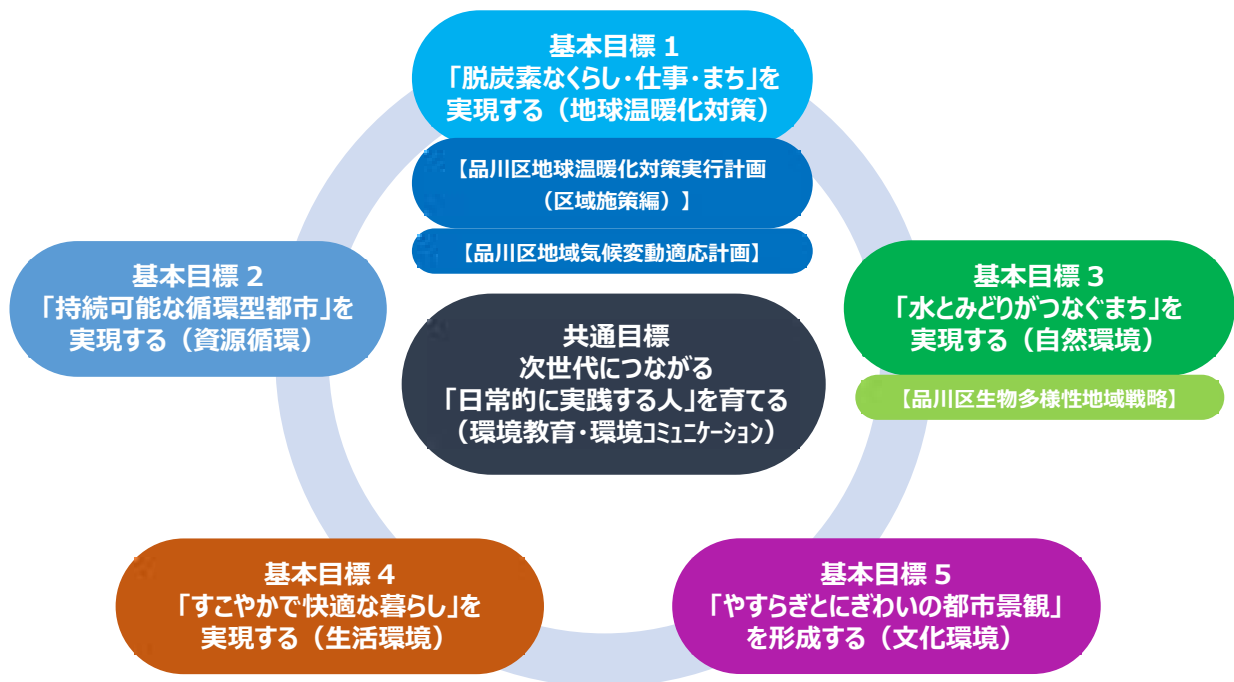 基本目標 1
「脱炭素なくらし・仕事・まち」を
実現する（地球温暖化対策）
【品川区地球温暖化対策実行計画
（区域施策編）】
【品川区地域気候変動適応計画】
基本目標 2
「持続可能な循環型都市」を
実現する（資源循環）
基本目標 3
「水とみどりがつなぐまち」を
実現する（自然環境）
【品川区生物多様性地域戦略】
共通目標
次世代につながる
「日常的に実践する人」を育てる
（環境教育・環境ｺﾐｭﾆｹｰｼｮﾝ）
基本目標 4
「すこやかで快適な暮らし」を
実現する（生活環境）
基本目標 5
「やすらぎとにぎわいの都市景観」
を形成する（文化環境）